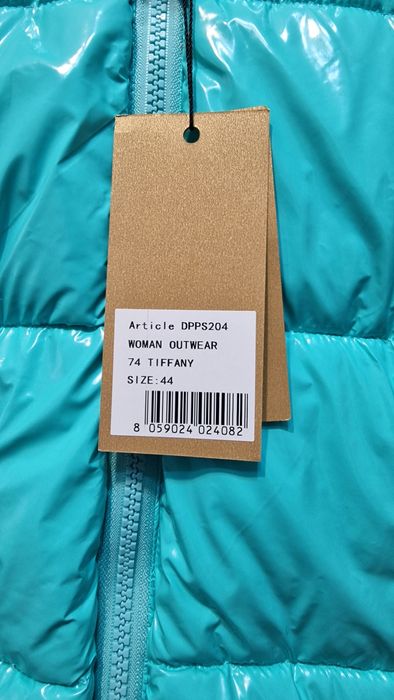 Article DPPS204
WOMAN OUTWEAR
74 TIFFANY
SIZE:44
8 059024 024082